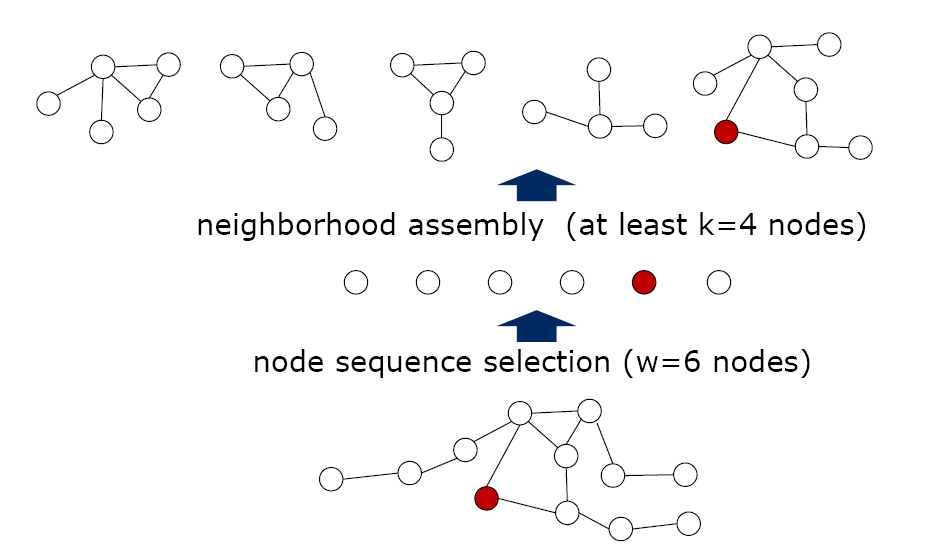 neighborhood assembly  (at least k=4 nodes)
node sequence selection (w=6 nodes)